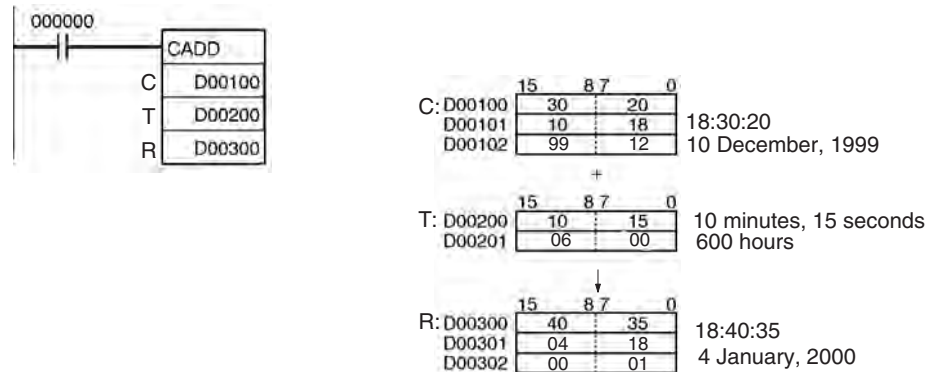 000000
CADD
C D00100
T D00200
R D00300
15 8 7 0
C: D00100 30 20
D00101 10 18 18:30:20
D00102 99 12 10 December, 1999
+
15 8 7 0
T: D00200 10 15 10 minutes, 15 seconds
D00201 06 00 600 hours
15 8 7 0
R: D00300 40 35
D00301 04 18 18:40:35
D00302 00 01 4 January, 2000